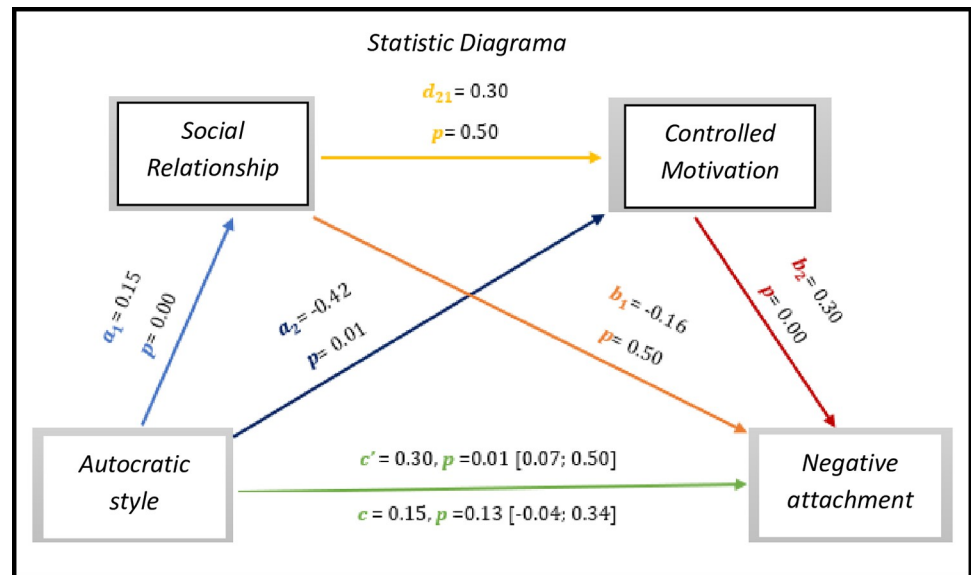 Statistic Diagrama
d21= 0.30
p= 0.50
Social
Relationship
Controlled
Motivation
a1 = 0.15
p= 0.00
a2= -0.42
p= 0.01
b1= -0.16
p= 0.50
b2= 0.30
p= 0.00
Autocratic
style
c′ = 0.30, p =0.01 [0.07; 0.50]
c = 0.15, p =0.13 [-0.04; 0.34]
Negative
attachment